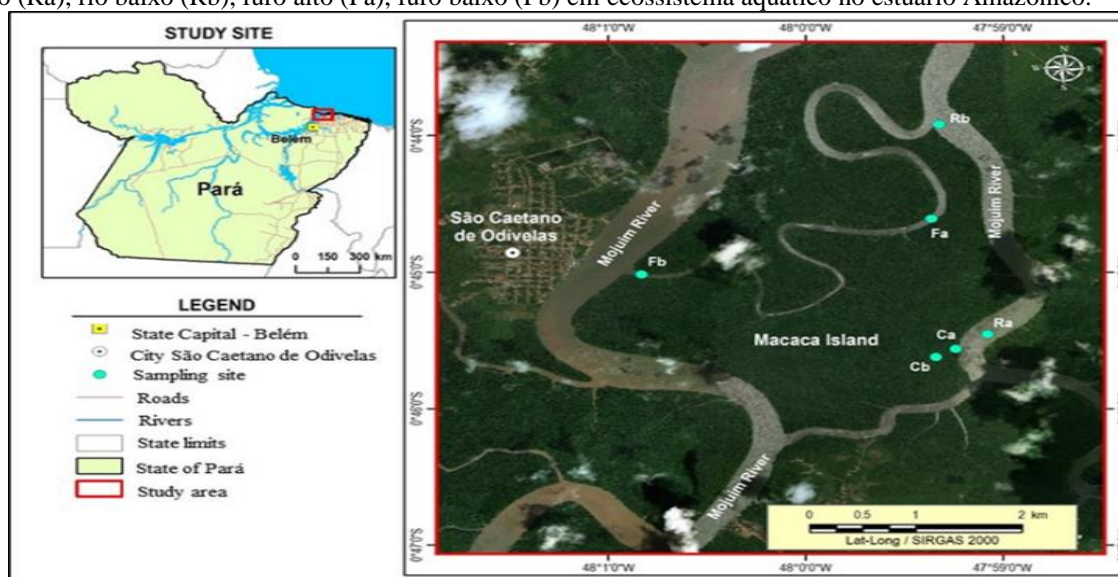 (Ra), rio baixo (Rb), furo alto (Fa), furo baixo (Fb) em ecossistema aquático no estuário Amazônico.
STUDY SITE
Belém
Pará
0 150 300 km
LEGEND
State Capital - Belém
City São Caetano de Odivelas
Sampling site
Roads
Rivers
State limits
State of Pará
Study area
48°1'0"W 48°0'0"W 47°59'0"W
0°44'0"S
0°45'0"S
0°46'0"S
0°47'0"S
N
W E
Rb
Mojuim River
Mojuim River
São Caetano
de Odivelas
Fa
Fb
Macaca Island
Ra
Ca
Cb
Mojuim River
0 0.5 1 2 km
Lat-Long / SIRGAS 2000
48°1'0"W 48°0'0"W 47°59'0"W